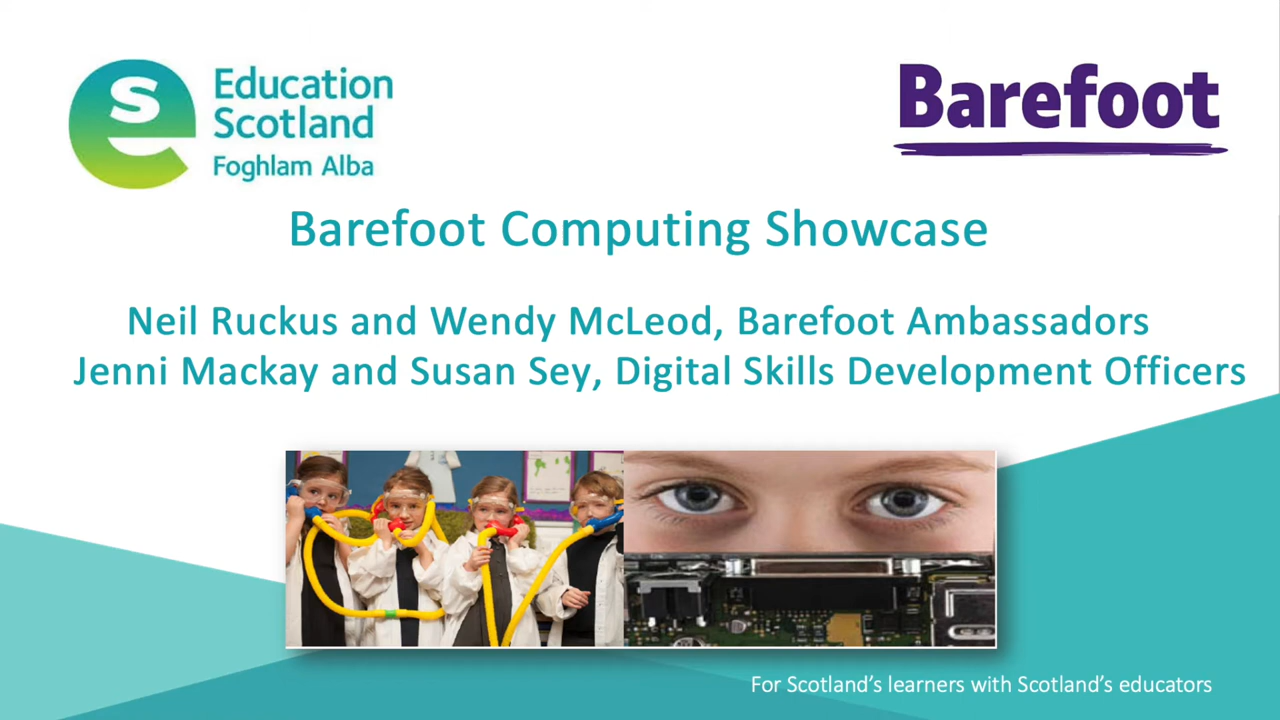 se
Education
Scotland
Foghlam Alba
Barefoot
Barefoot Computing Showcase
Neil Ruckus and Wendy McLeod, Barefoot Ambassadors
Jenni Mackay and Susan Sey, Digital Skills Development Officers
For Scotland’s learners with Scotland’s educators